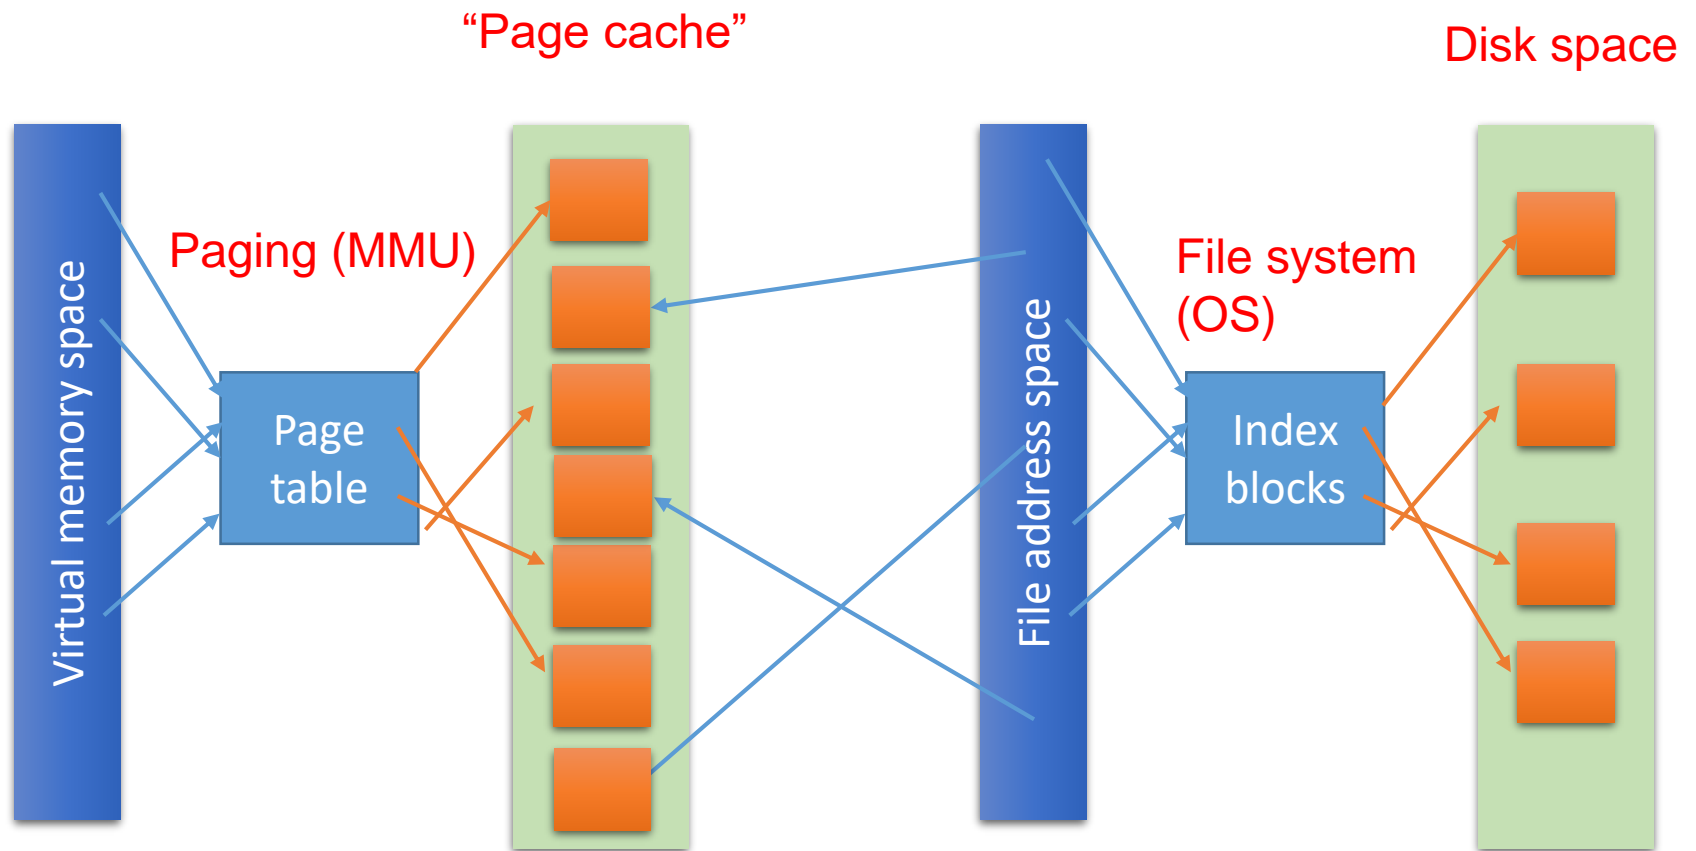 “Page cache”
Disk space
Virtual memory space
Paging (MMU)
Page
table
File address space
File system
(OS)
Index
blocks